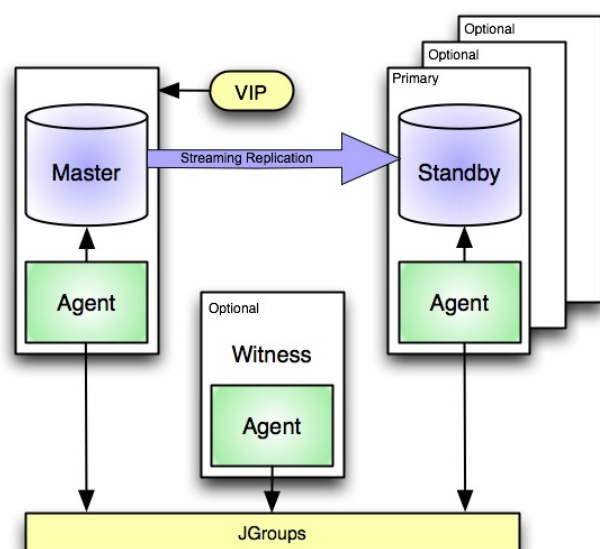 Optional
Optional
Primary
VIP
Master
Streaming Replication
Standby
Agent
Agent
Optional
Witness
Agent
JGroups